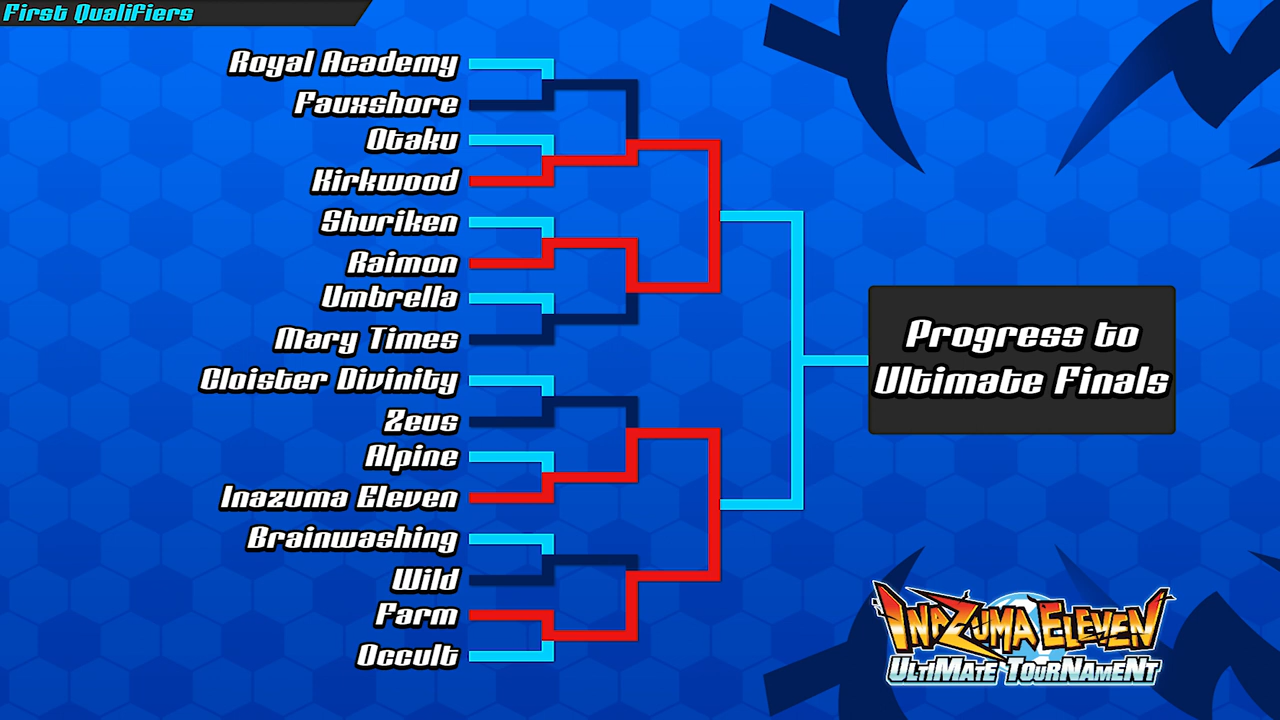 First Qualifiers
Royal Academy
Fauxshore
Otaku
Kirkwood
Shuriken
Raimon
Umbrella
Mary Times
Cloister Divinity
Zeus
Alpine
Inazuma Eleven
Brainwashing
Wild
Farm
Occult
Progress to
Ultimate Finals
INAZUMA ELEVEN
ULTIMATE TOURNAMENT